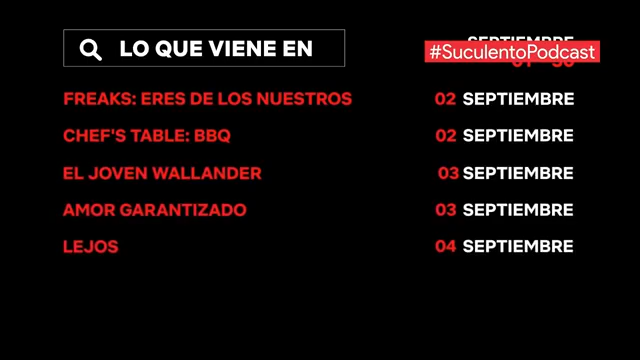 LO QUE VIENE EN
SEPTIEMBRE
#SuculentoPodcast
FREAKS: ERES DE LOS NUESTROS 02 SEPTIEMBRE
CHEF'S TABLE: BBQ 02 SEPTIEMBRE
EL JOVEN WALLANDER 03 SEPTIEMBRE
AMOR GARANTIZADO 03 SEPTIEMBRE
LEJOS 04 SEPTIEMBRE